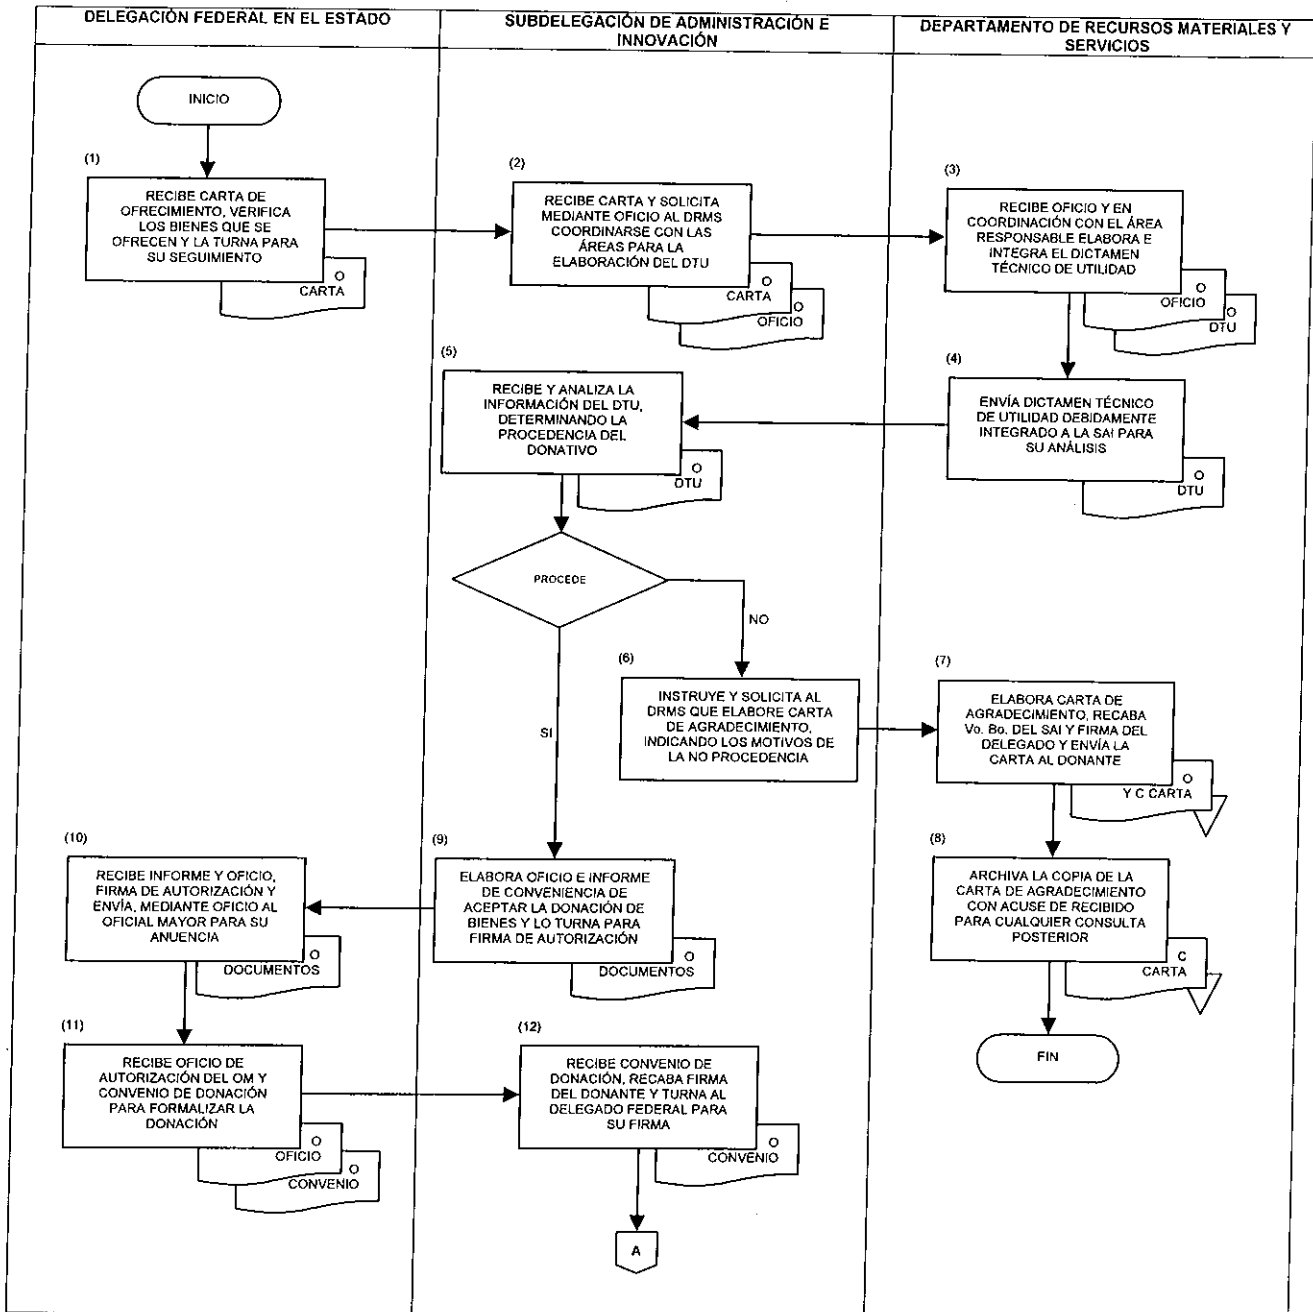 DELEGACIÓN FEDERAL EN EL ESTADO
SUBDELEGACIÓN DE ADMINISTRACIÓN E
INNOVACIÓN
DEPARTAMENTO DE RECURSOS MATERIALES Y
SERVICIOS
INICIO
(1)
RECIBE CARTA DE
OFRECIMIENTO, VERIFICA
LOS BIENES QUE SE
OFRECEN Y LA TURNA PARA
SU SEGUIMIENTO
O
CARTA
(2)
RECIBE CARTA Y SOLICITA
MEDIANTE OFICIO AL DRMS
COORDINARSE CON LAS
ÁREAS PARA LA
ELABORACIÓN DEL DTU
O
CARTA
O
OFICIO
(3)
RECIBE OFICIO Y EN
COORDINACIÓN CON EL ÁREA
RESPONSABLE ELABORA E
INTEGRA EL DICTAMEN
TÉCNICO DE UTILIDAD
O
OFICIO
O
DTU
(4)
ENVÍA DICTAMEN TÉCNICO
DE UTILIDAD DEBIDAMENTE
INTEGRADO A LA SAI PARA
SU ANÁLISIS
O
DTU
(5)
RECIBE Y ANALIZA LA
INFORMACIÓN DEL DTU,
DETERMINANDO LA
PROCEDENCIA DEL
DONATIVO
O
DTU
PROCEDE
NO
SI
(6)
INSTRUYE Y SOLICITA AL
DRMS QUE ELABORE CARTA
DE AGRADECIMIENTO,
INDICANDO LOS MOTIVOS DE
LA NO PROCEDENCIA
(7)
ELABORA CARTA DE
AGRADECIMIENTO, RECABA
Vo. Bo. DEL SAI Y FIRMA DEL
DELEGADO Y ENVÍA LA
CARTA AL DONANTE
O
Y C CARTA
(8)
ARCHIVA LA COPIA DE LA
CARTA DE AGRADECIMIENTO
CON ACUSE DE RECIBIDO
PARA CUALQUIER CONSULTA
POSTERIOR
C
CARTA
FIN
(9)
ELABORA OFICIO E INFORME
DE CONVENIENCIA DE
ACEPTAR LA DONACIÓN DE
BIENES Y LO TURNA PARA
FIRMA DE AUTORIZACIÓN
O
DOCUMENTOS
(10)
RECIBE INFORME Y OFICIO,
FIRMA DE AUTORIZACIÓN Y
ENVÍA, MEDIANTE OFICIO AL
OFICIAL MAYOR PARA SU
ANUENCIA
O
DOCUMENTOS
(11)
RECIBE OFICIO DE
AUTORIZACIÓN DEL OM Y
CONVENIO DE DONACIÓN
PARA FORMALIZAR LA
DONACIÓN
O
OFICIO
O
CONVENIO
(12)
RECIBE CONVENIO DE
DONACIÓN, RECABA FIRMA
DEL DONANTE Y TURNA AL
DELEGADO FEDERAL PARA
SU FIRMA
O
CONVENIO
A